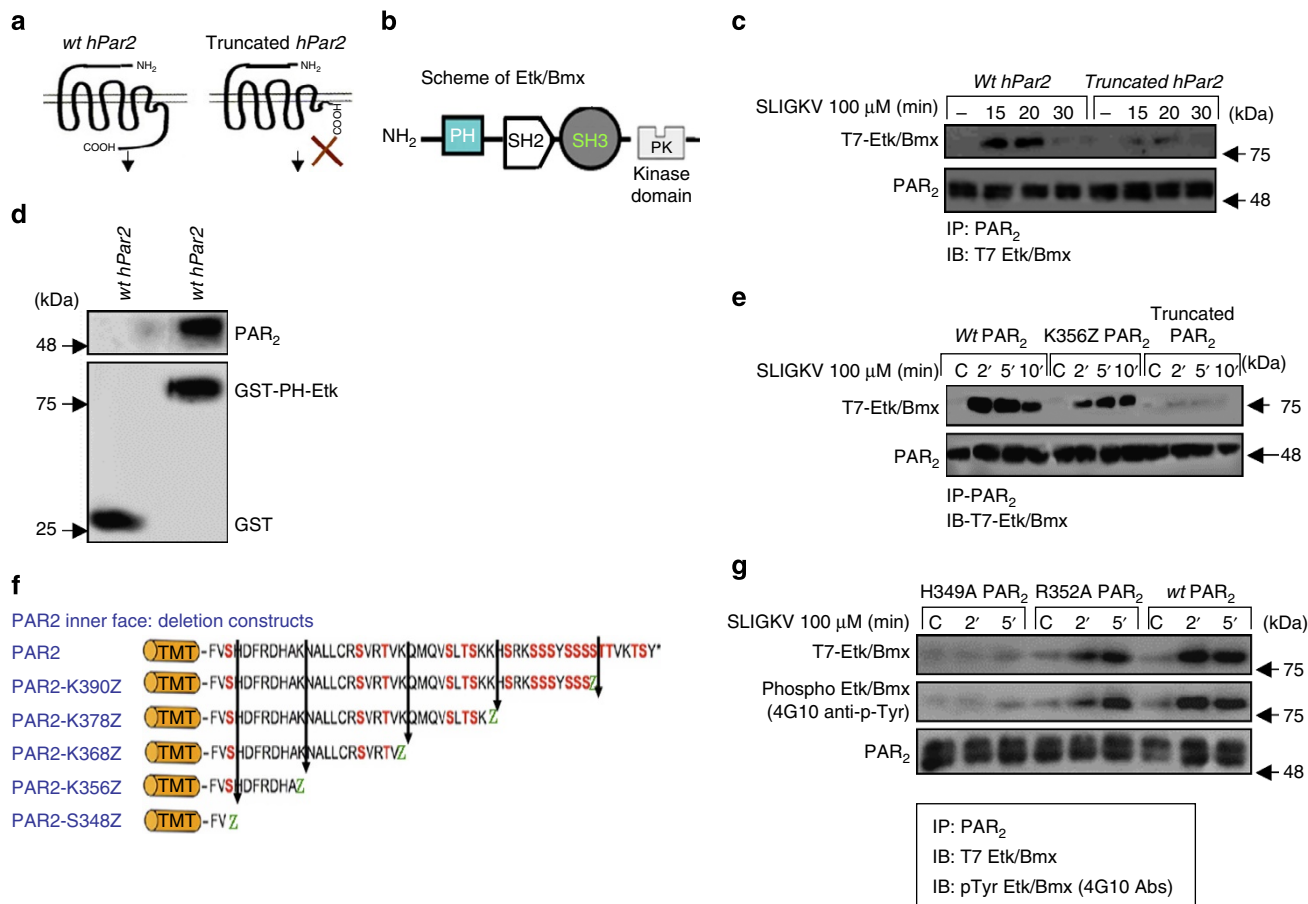 a
wt hPar2
Truncated hPar2
NH2
NH2
COOH
COOH
b
Scheme of Etk/Bmx
NH2
PH
SH2
SH3
PK
Kinase
domain
c
Wt hPar2
Truncated hPar2
SLIGKV 100 μM (min)
– 15 20 30 – 15 20 30
(kDa)
T7-Etk/Bmx
75
PAR2
48
IP: PAR2
IB: T7 Etk/Bmx
d
wt hPar2
wt hPar2
(kDa)
48
PAR2
GST-PH-Etk
75
25
GST
e
Wt PAR2
K356Z PAR2
Truncated
PAR2
SLIGKV 100 μM (min)
C 2′ 5′ 10′ C 2′ 5′ 10′ C 2′ 5′ 10′
(kDa)
T7-Etk/Bmx
75
PAR2
48
IP-PAR2
IB-T7-Etk/Bmx
f
PAR2 inner face: deletion constructs
PAR2 TMT -FVSHDFRDHAKNALLCRSVRTVKQMQVSLTSKKHSRKSSSYSSSSTTVKTSY*
PAR2-K390Z TMT -FVSHDFRDHAKNALLCRSVRTVKQMQVSLTSKKHSRKSSSYSSSZ
PAR2-K378Z TMT -FVSHDFRDHAKNALLCRSVRTVKQMQVSLTSKZ
PAR2-K368Z TMT -FVSHDFRDHAKNALLCRSVRTVZ
PAR2-K356Z TMT -FVSHDFRDHAZ
PAR2-S348Z TMT -FVZ
g
H349A PAR2
R352A PAR2
wt PAR2
SLIGKV 100 μM (min)
C 2′ 5′ C 2′ 5′ C 2′ 5′
(kDa)
T7-Etk/Bmx
75
Phospho Etk/Bmx
(4G10 anti-p-Tyr)
75
PAR2
48
IP: PAR2
IB: T7 Etk/Bmx
IB: pTyr Etk/Bmx (4G10 Abs)